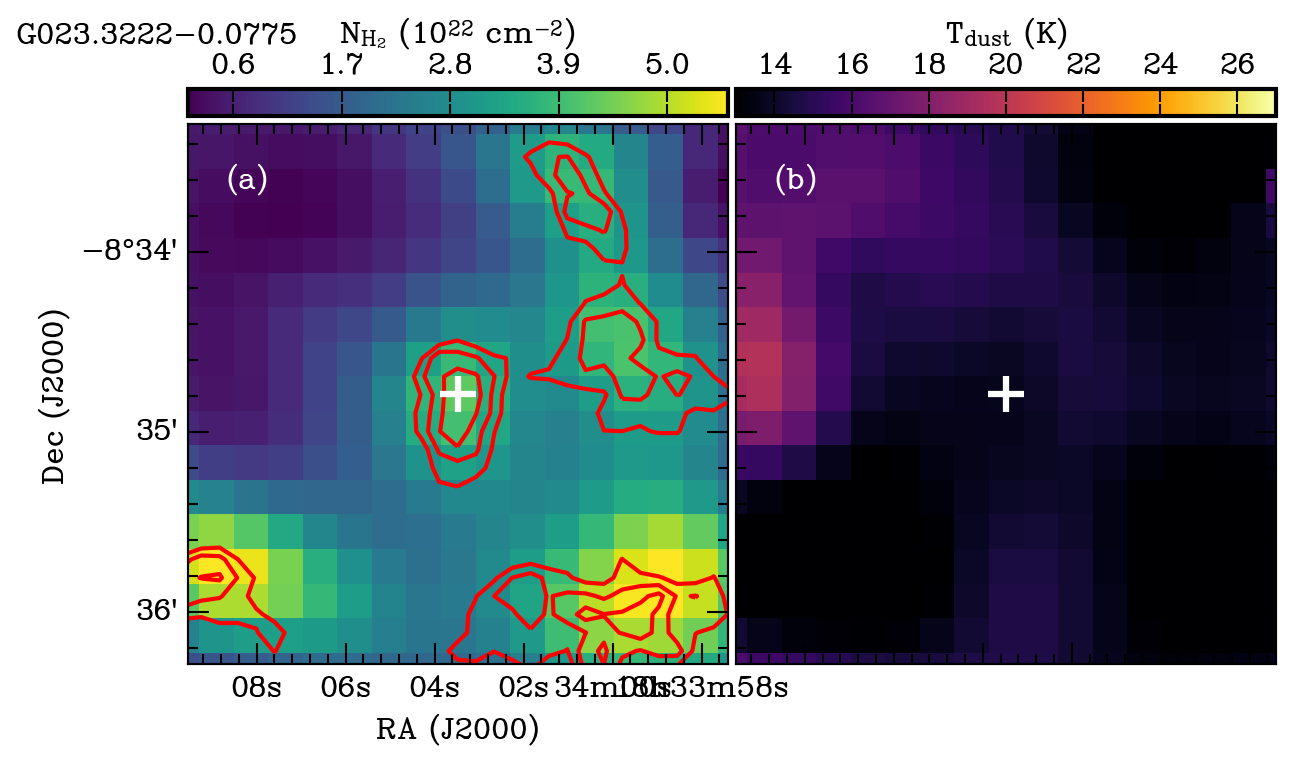 G023.3222−0.0775 N_H₂ (10²² cm⁻²) T_dust (K)
0.6 1.7 2.8 3.9 5.0 14 16 18 20 22 24 26
(a) (b)
−8°34'
35'
36'
Dec (J2000)
08s 06s 04s 02s 34m 33m58s
RA (J2000)